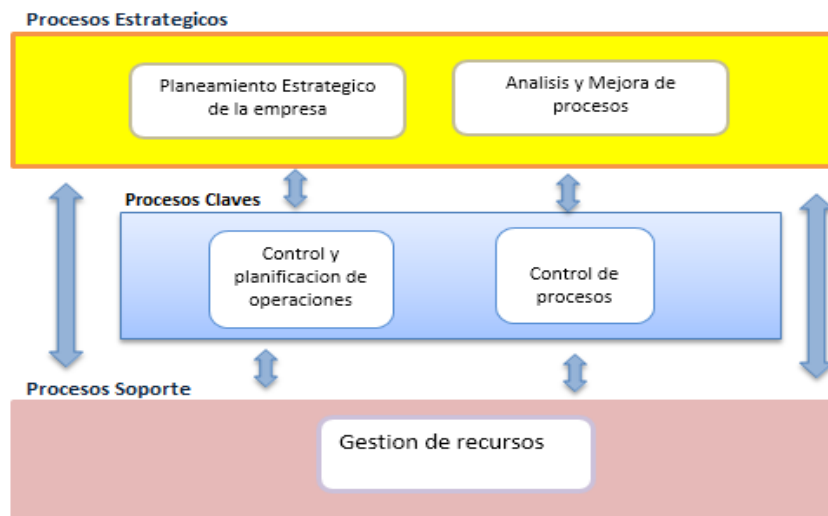 Procesos Estrategicos
Planeamiento Estrategico
de la empresa
Analisis y Mejora de
procesos
Procesos Claves
Control y
planificacion de
operaciones
Control de
procesos
Procesos Soporte
Gestion de recursos